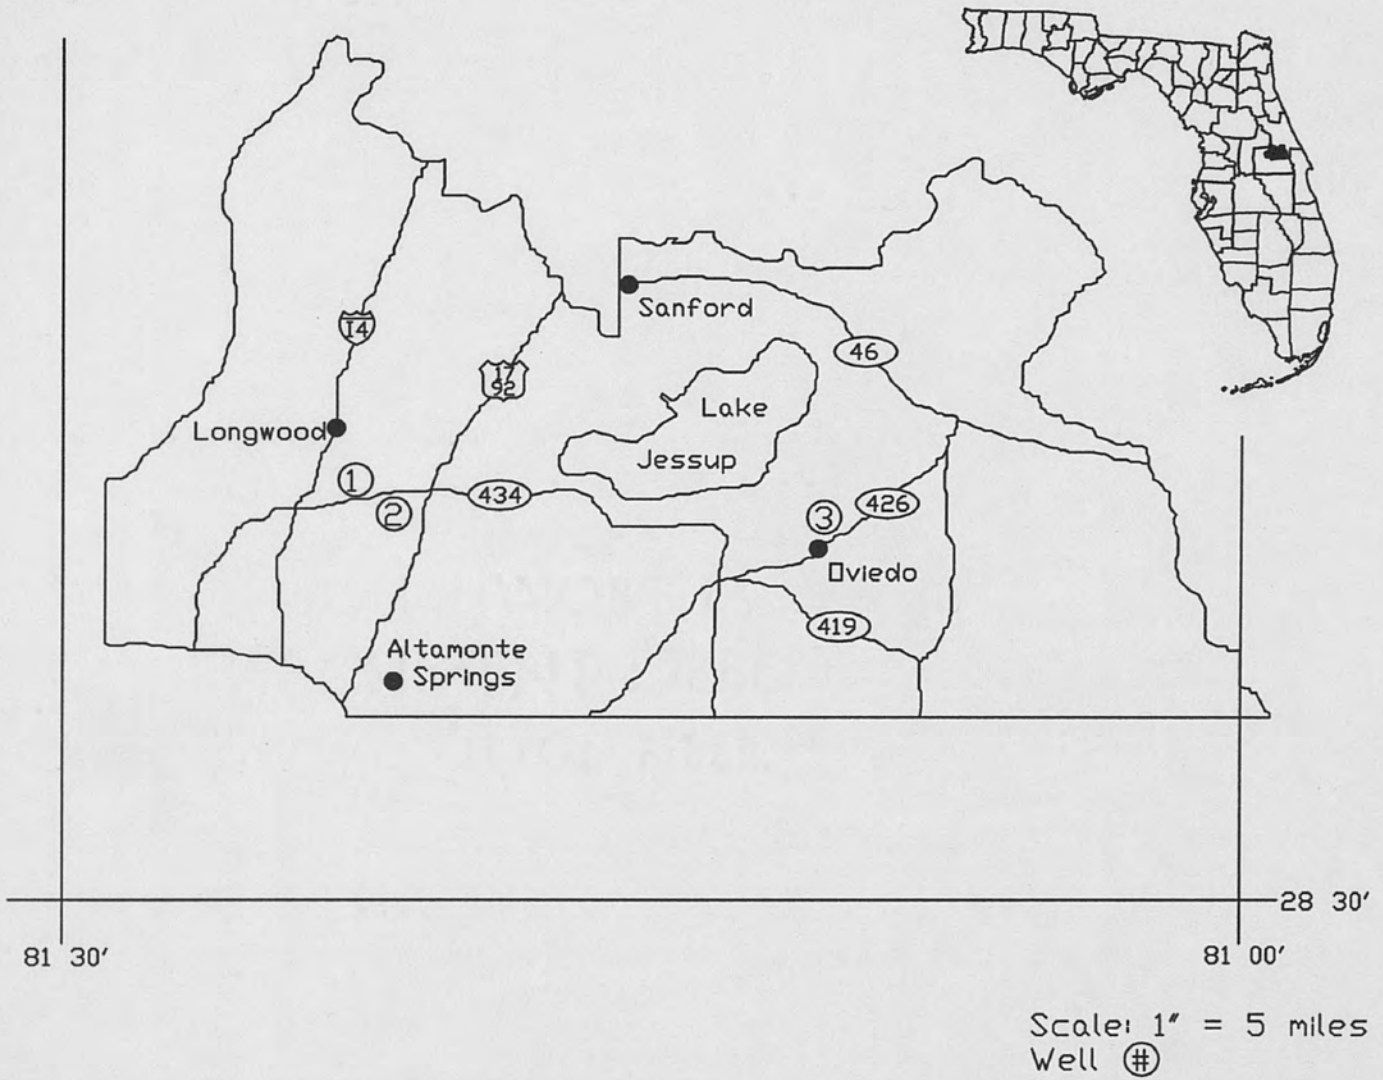 Sanford
I4
46
17
92
Lake
Longwood
Jessup
1
434
426
2
3
Oviedo
419
Altamonte
Springs
28 30′
81 30′
81 00′
Scale: 1″ = 5 miles
Well #